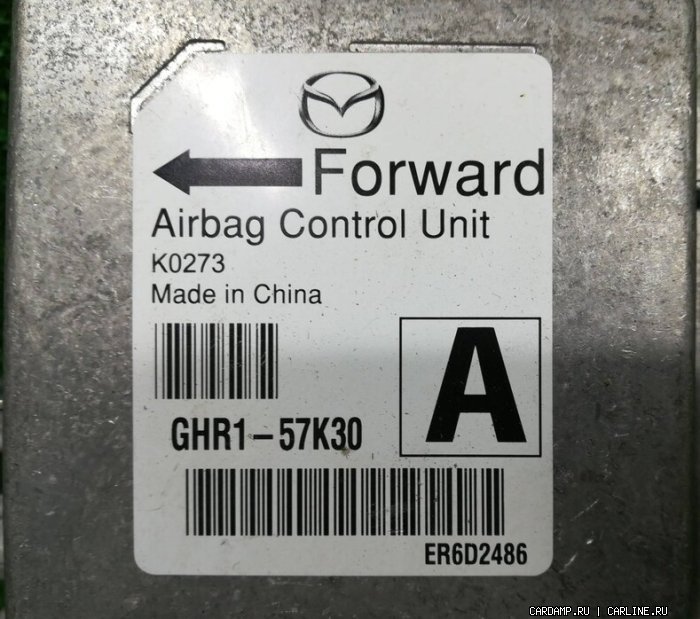 Forward
Airbag Control Unit
K0273
Made in China
A
GHR1-57K30
ER6D2486
CARDAMP.RU | CARLINE.RU